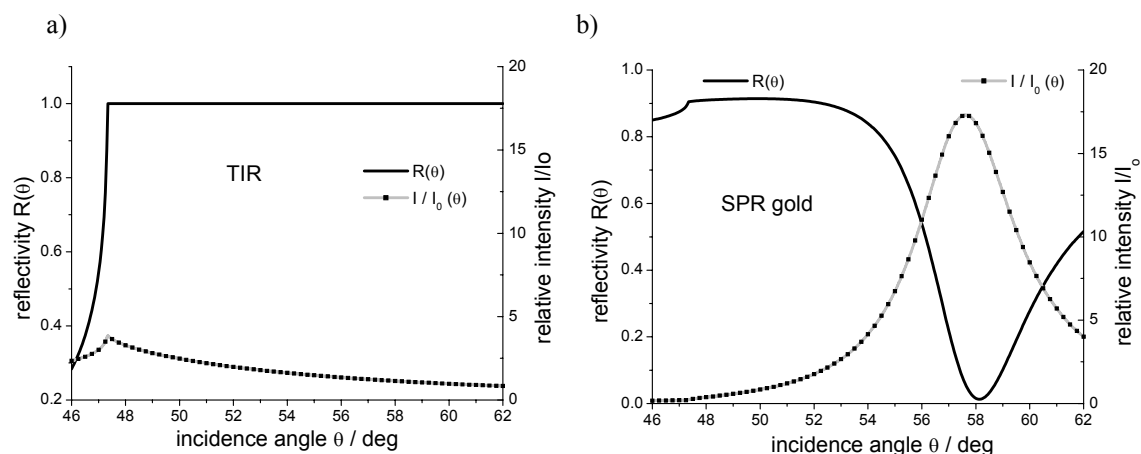 a)
reflectivity R(θ)
1.0
0.8
0.6
0.4
0.2
TIR
R(θ)
I / I₀ (θ)
20
15
10
5
0
relative intensity I/Io
46 48 50 52 54 56 58 60 62
incidence angle θ / deg
b)
reflectivity R(θ)
1.0
0.8
0.6
0.4
0.2
0.0
R(θ)
I / I₀ (θ)
SPR gold
20
15
10
5
0
relative intensity I/I₀
46 48 50 52 54 56 58 60 62
incidence angle θ / deg